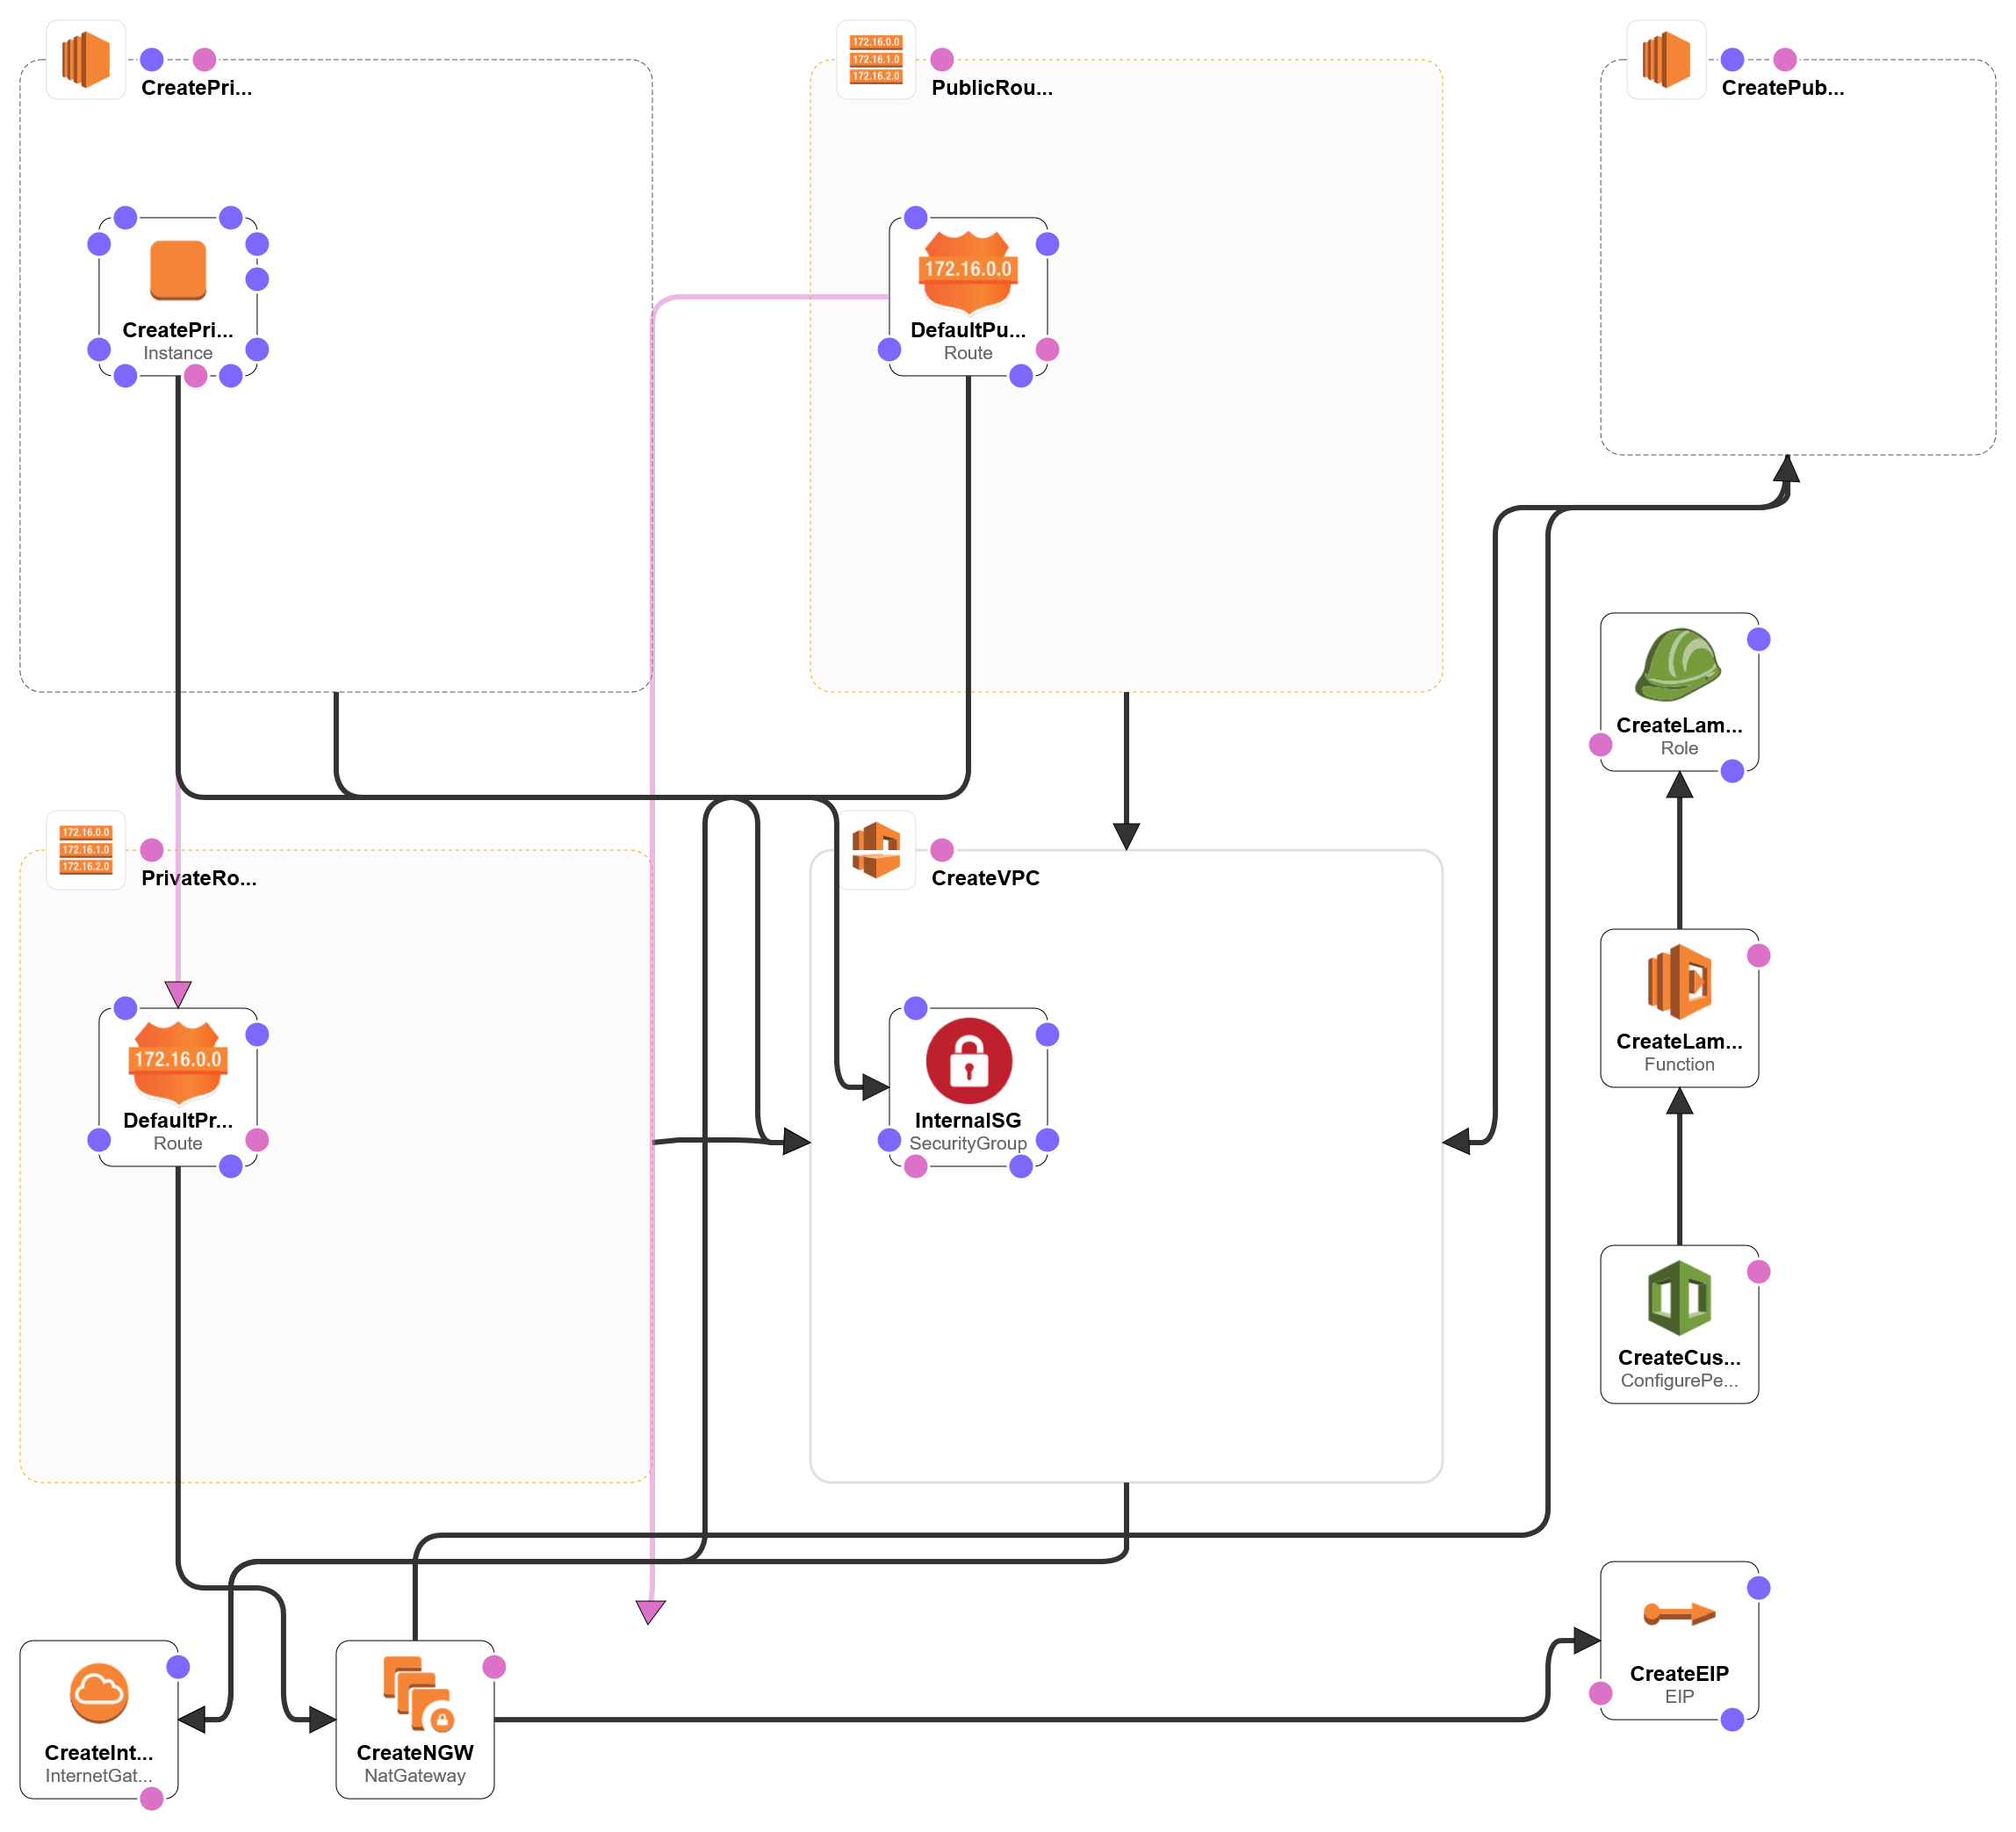 CreatePri...
172.16.0.0
172.16.1.0
172.16.2.0
PublicRou...
CreatePub...
CreatePri...
Instance
172.16.0.0
DefaultPu...
Route
CreateLam...
Role
172.16.0.0
172.16.1.0
172.16.2.0
PrivateRo...
CreateVPC
172.16.0.0
DefaultPr...
Route
InternalSG
SecurityGroup
CreateLam...
Function
CreateCus...
ConfigurePe...
CreateEIP
EIP
CreateInt...
InternetGat...
CreateNGW
NatGateway